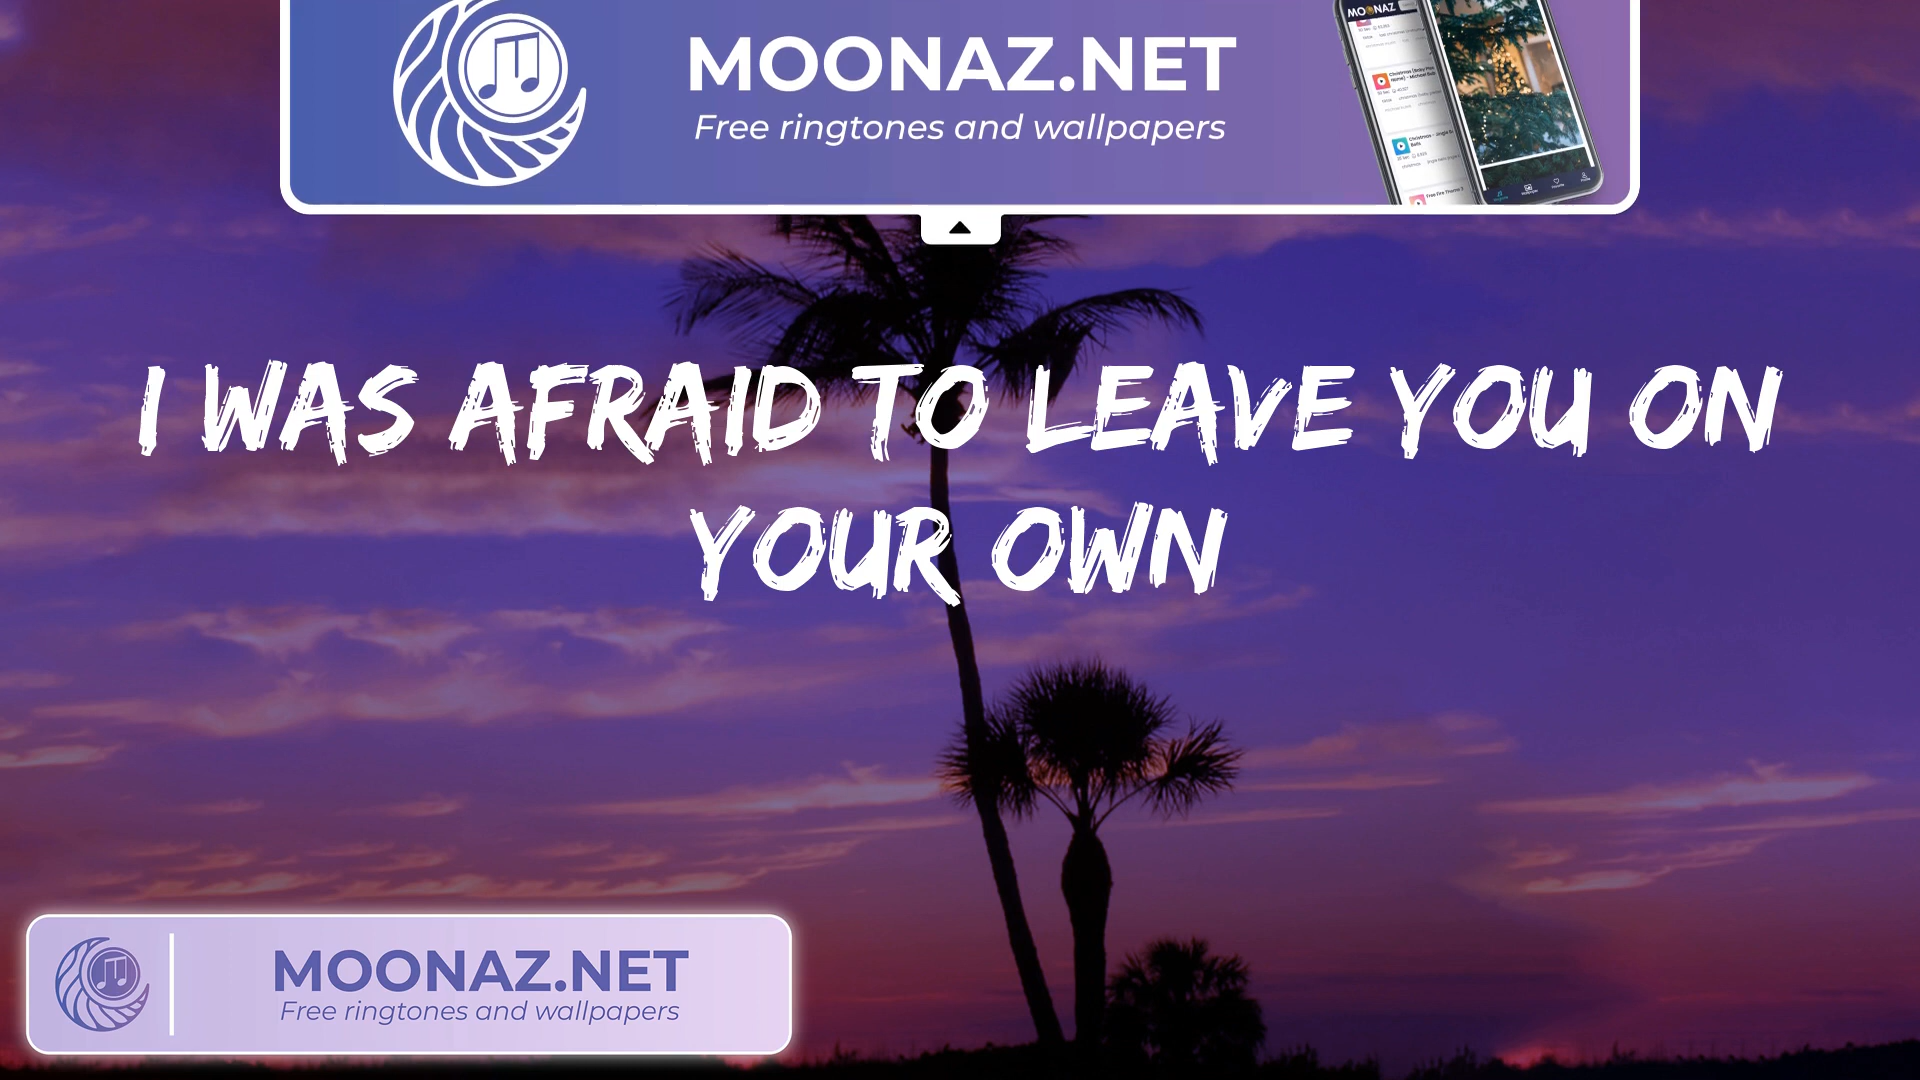 MOONAZ.NET
Free ringtones and wallpapers
MOONAZ
I WAS AFRAID TO LEAVE YOU ON
YOUR OWN
MOONAZ.NET
Free ringtones and wallpapers